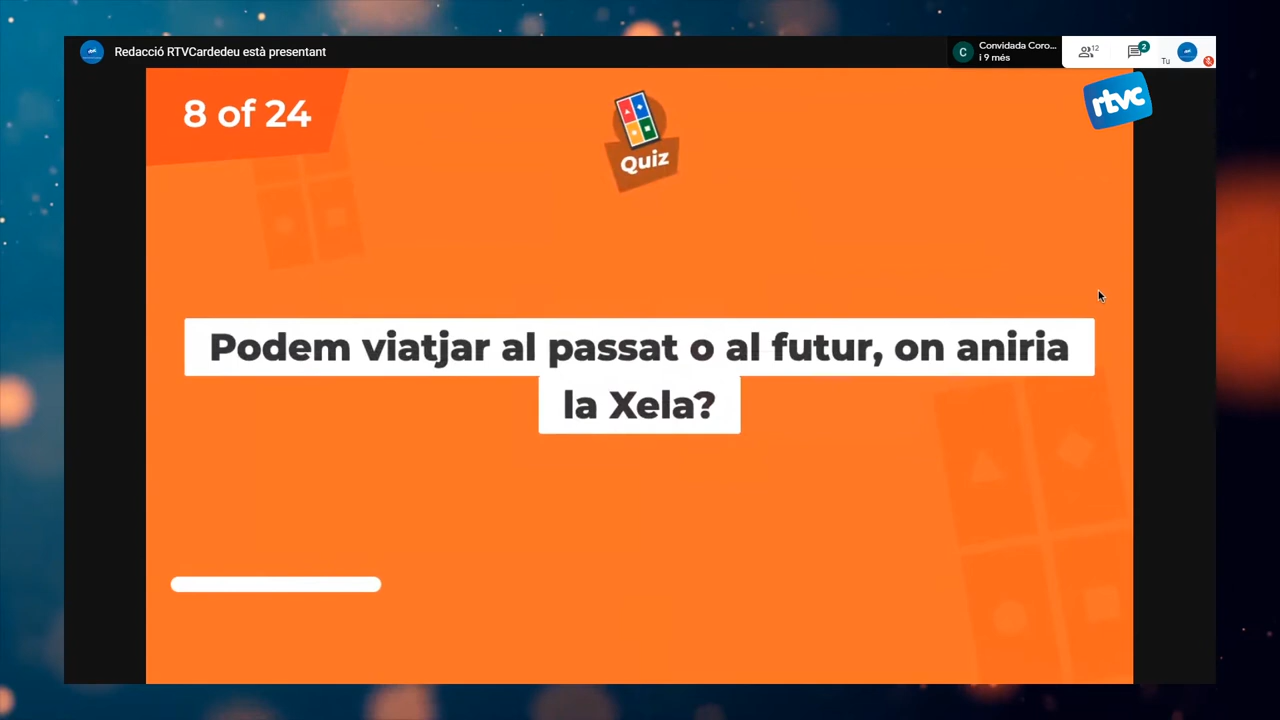 Redacció RTVCardedeu està presentant
C
Convidada Coro...
i 9 més
12
2
Tu
rtvc
8 of 24
Quiz
Podem viatjar al passat o al futur, on aniria
la Xela?